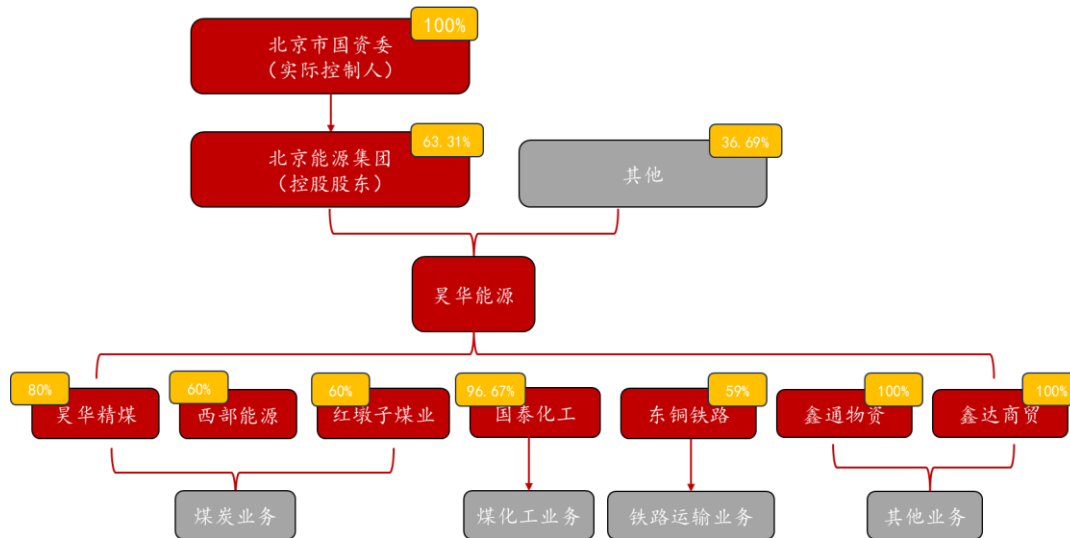 100%
北京市国资委
（实际控制人）
63.31%
北京能源集团
（控股股东）
36.69%
其他
昊华能源
80%
昊华精煤
60%
西部能源
60%
红墩子煤业
96.67%
国泰化工
59%
东铜铁路
100%
鑫通物资
100%
鑫达商贸
煤炭业务
煤化工业务
铁路运输业务
其他业务